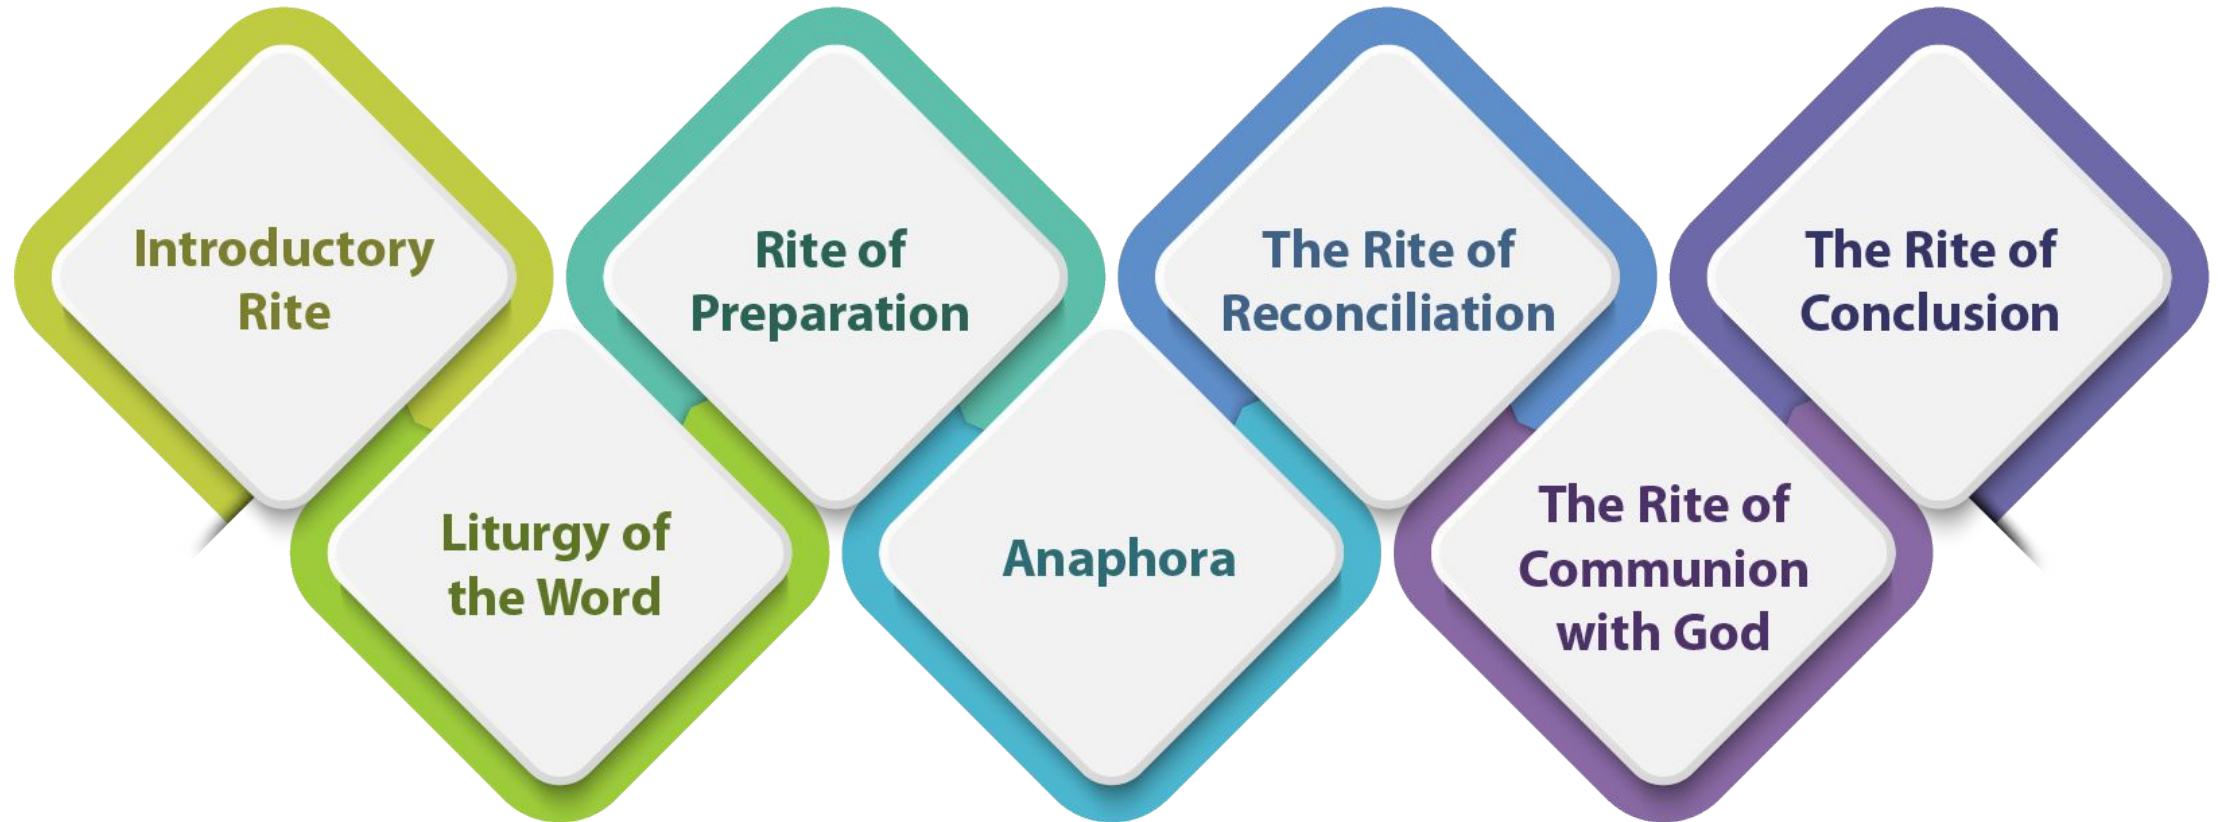 Introductory
Rite
Liturgy of
the Word
Rite of
Preparation
Anaphora
The Rite of
Reconciliation
The Rite of
Communion
with God
The Rite of
Conclusion